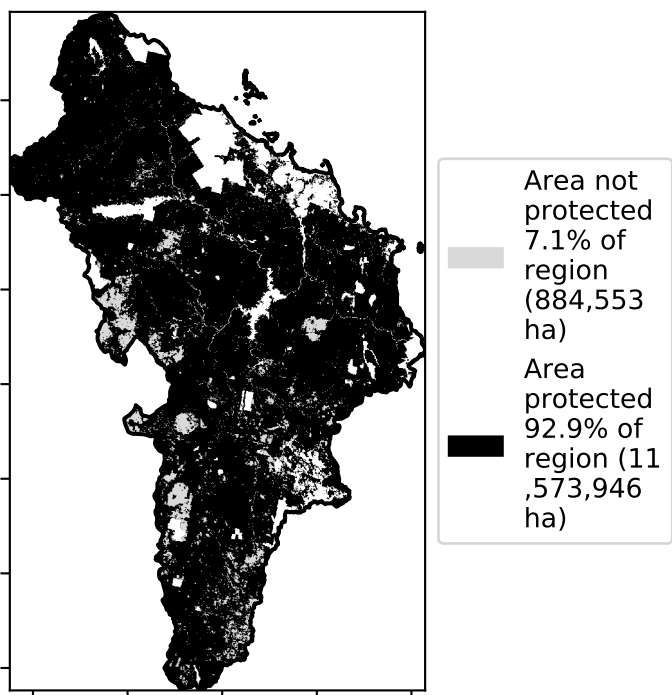 Area not
protected
7.1% of
region
(884,553
ha)
Area
protected
92.9% of
region (11
,573,946
ha)